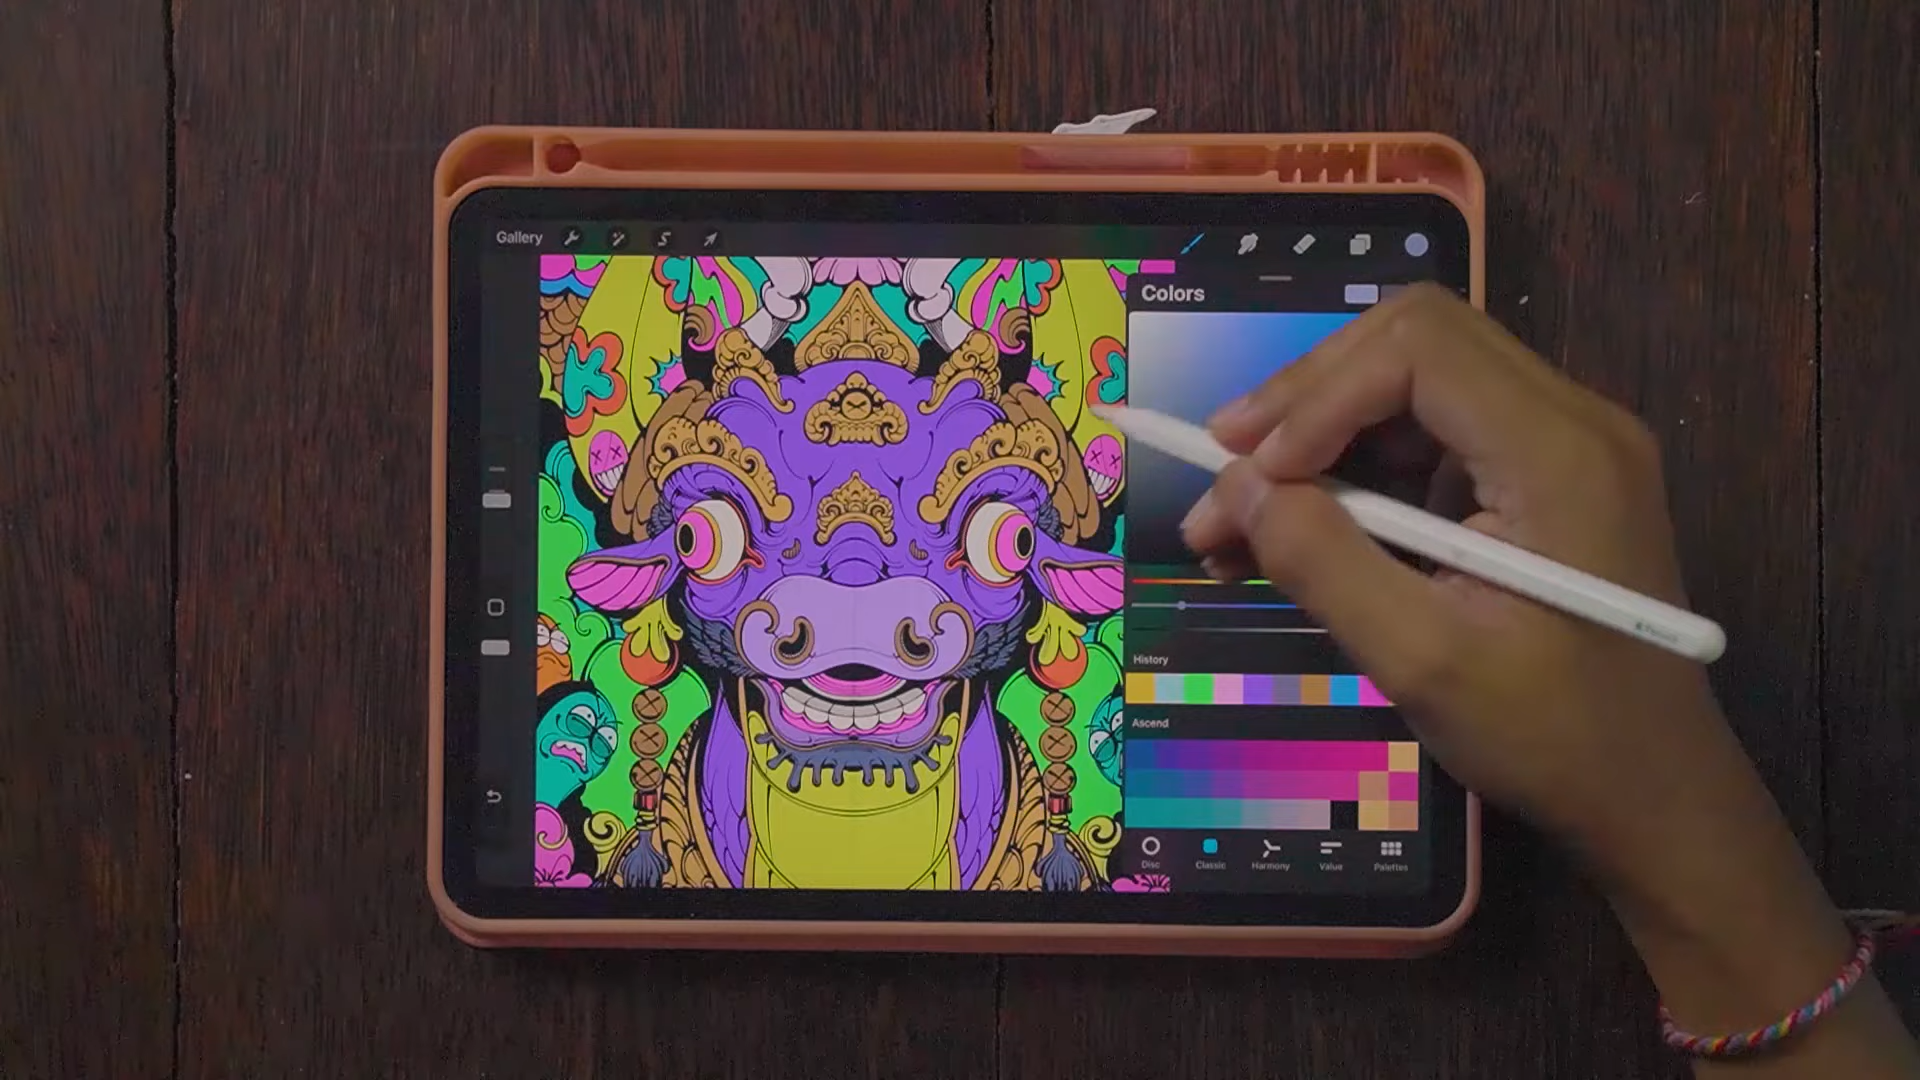 Gallery
Colors
History
Ascend
Disc
Classic
Harmony
Value
Palettes